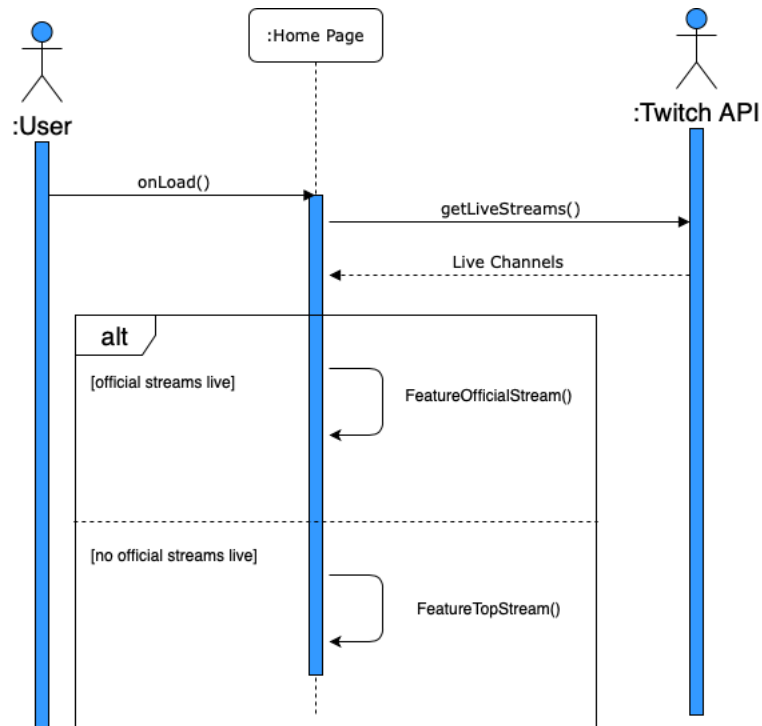 :Home Page
:User
:Twitch API
onLoad()
getLiveStreams()
Live Channels
alt
[official streams live]
FeatureOfficialStream()
[no official streams live]
FeatureTopStream()